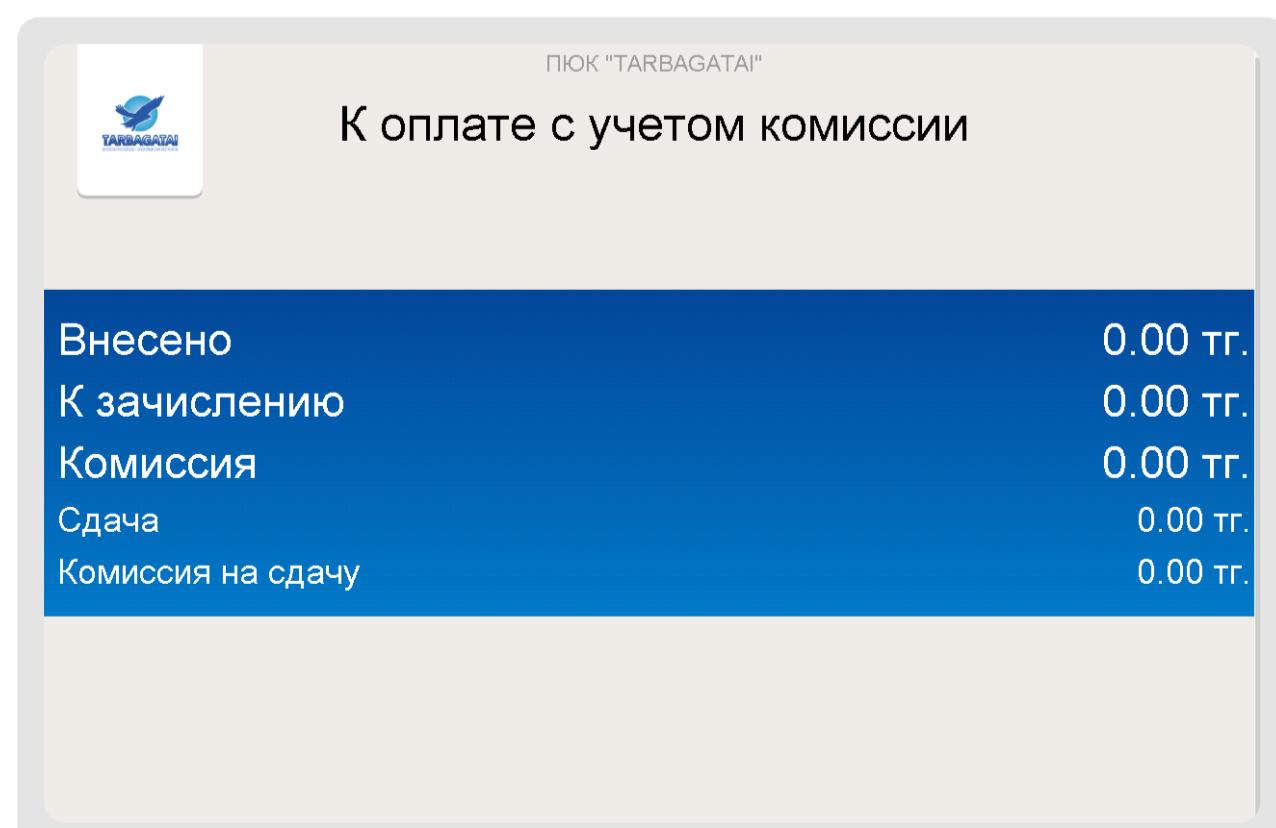 ПЮК "TARBAGATAI"
TARBAGATAI
К оплате с учетом комиссии
Внесено 0.00 тг.
К зачислению 0.00 тг.
Комиссия 0.00 тг.
Сдача 0.00 тг.
Комиссия на сдачу 0.00 тг.